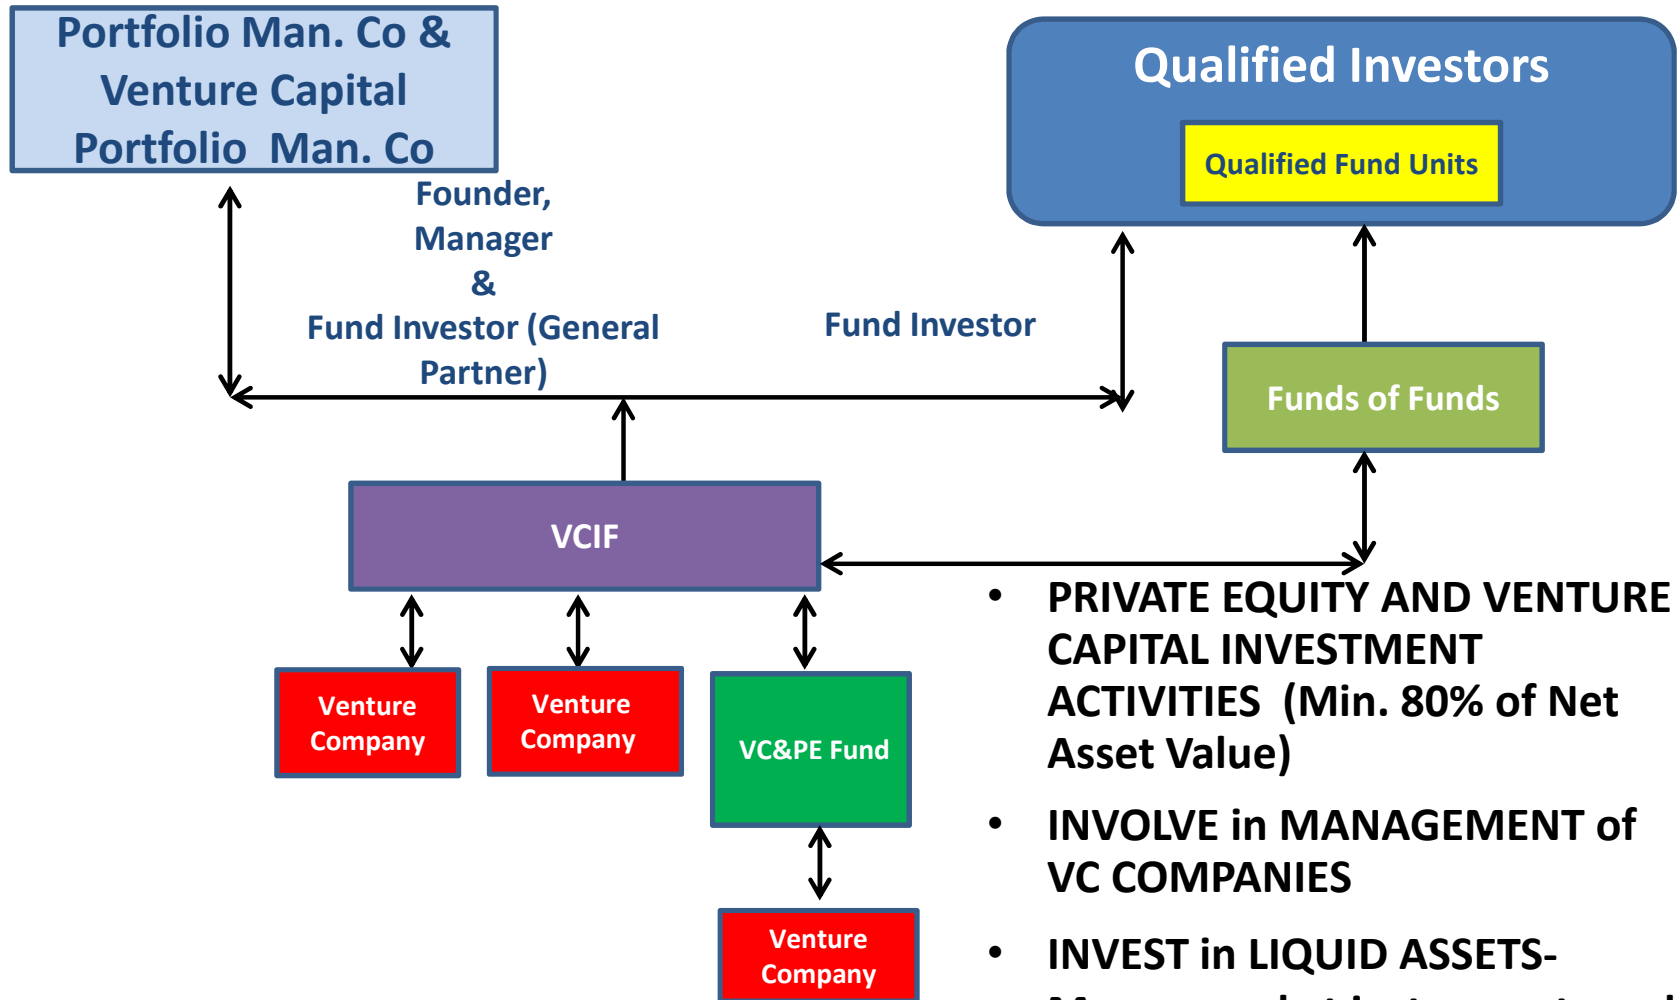 Portfolio Man. Co &
Venture Capital
Portfolio Man. Co
Qualified Investors
Qualified Fund Units
Founder,
Manager
&
Fund Investor (General
Partner)
Fund Investor
Funds of Funds
VCIF
Venture
Company
Venture
Company
VC&PE Fund
Venture
Company
• PRIVATE EQUITY AND VENTURE
CAPITAL INVESTMENT
ACTIVITIES (Min. 80% of Net
Asset Value)
• INVOLVE in MANAGEMENT of
VC COMPANIES
• INVEST in LIQUID ASSETS-